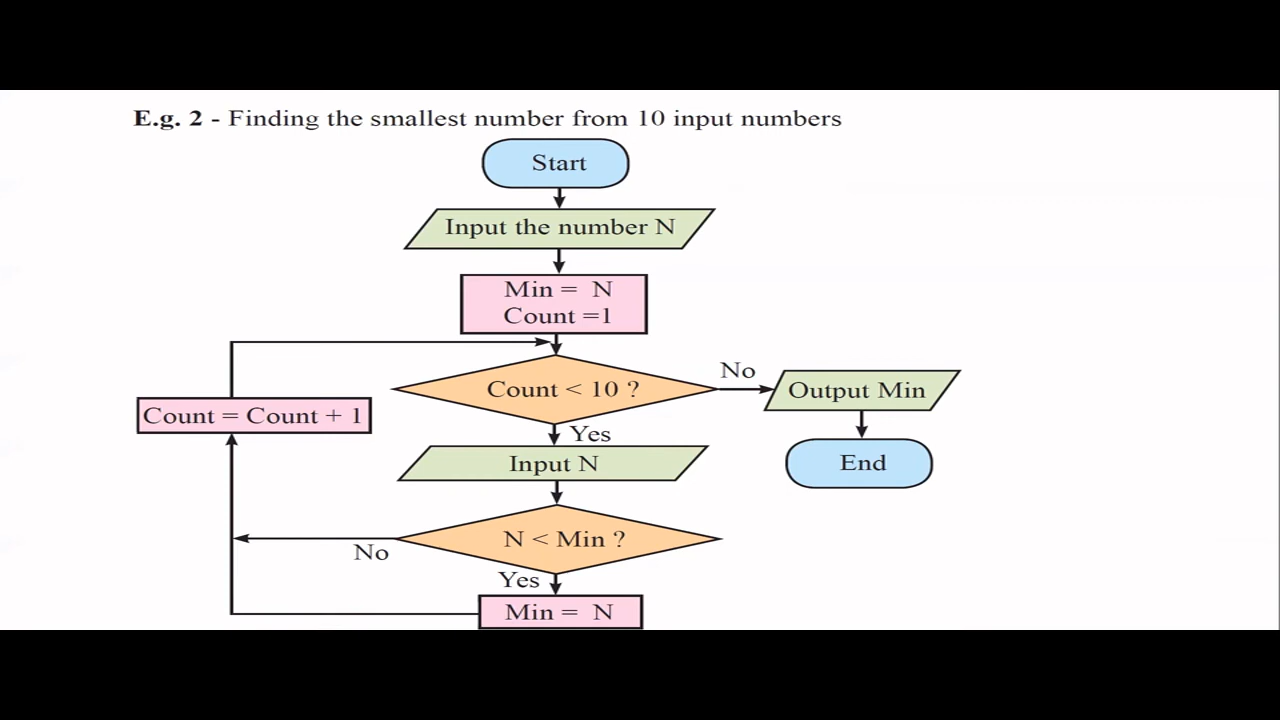 E.g. 2 - Finding the smallest number from 10 input numbers
Start
Input the number N
Min = N
Count =1
Count < 10 ?
No
Output Min
Count = Count + 1
Yes
Input N
End
N < Min ?
No
Yes
Min = N